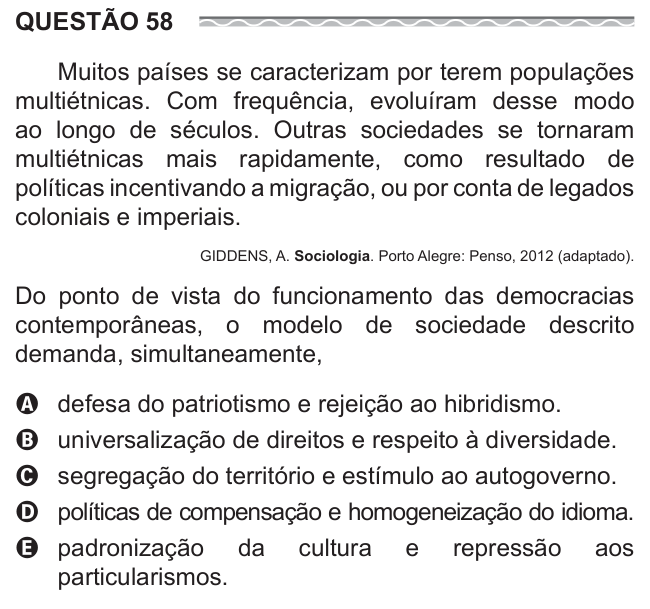 QUESTÃO 58
Muitos países se caracterizam por terem populações
multiétnicas. Com frequência, evoluíram desse modo
ao longo de séculos. Outras sociedades se tornaram
multiétnicas mais rapidamente, como resultado de
políticas incentivando a migração, ou por conta de legados
coloniais e imperiais.
GIDDENS, A. Sociologia. Porto Alegre: Penso, 2012 (adaptado).
Do ponto de vista do funcionamento das democracias
contemporâneas, o modelo de sociedade descrito
demanda, simultaneamente,
A defesa do patriotismo e rejeição ao hibridismo.
B universalização de direitos e respeito à diversidade.
C segregação do território e estímulo ao autogoverno.
D políticas de compensação e homogeneização do idioma.
E padronização da cultura e repressão aos
particularismos.